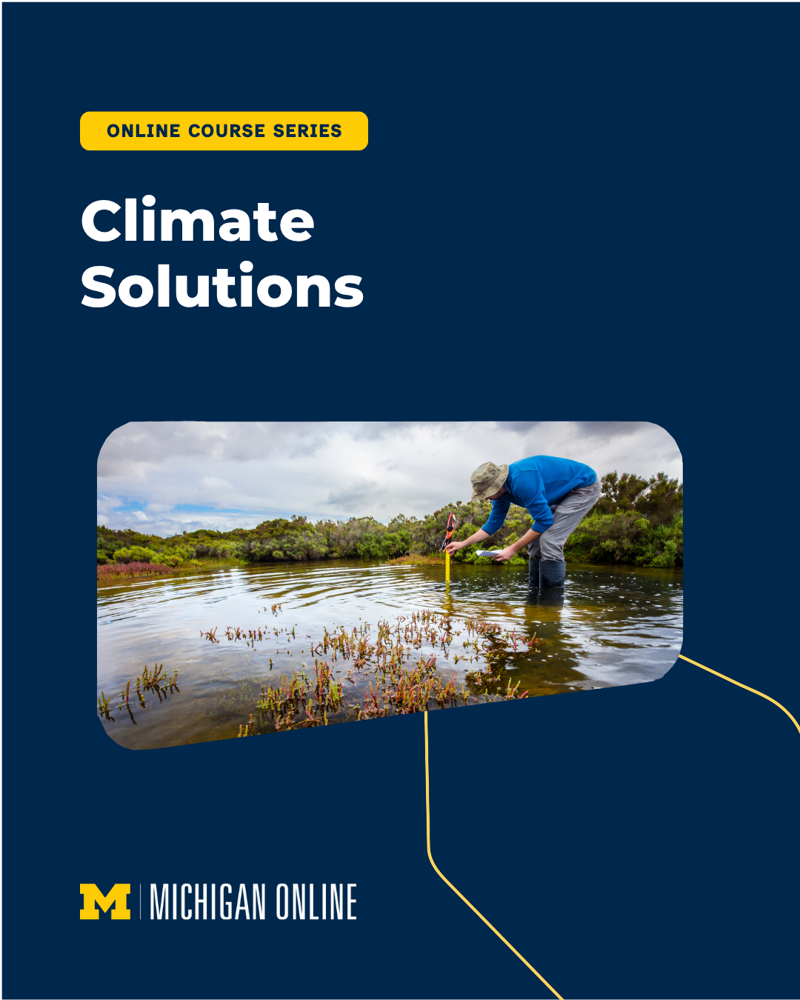 ONLINE COURSE SERIES
Climate
Solutions
M | MICHIGAN ONLINE